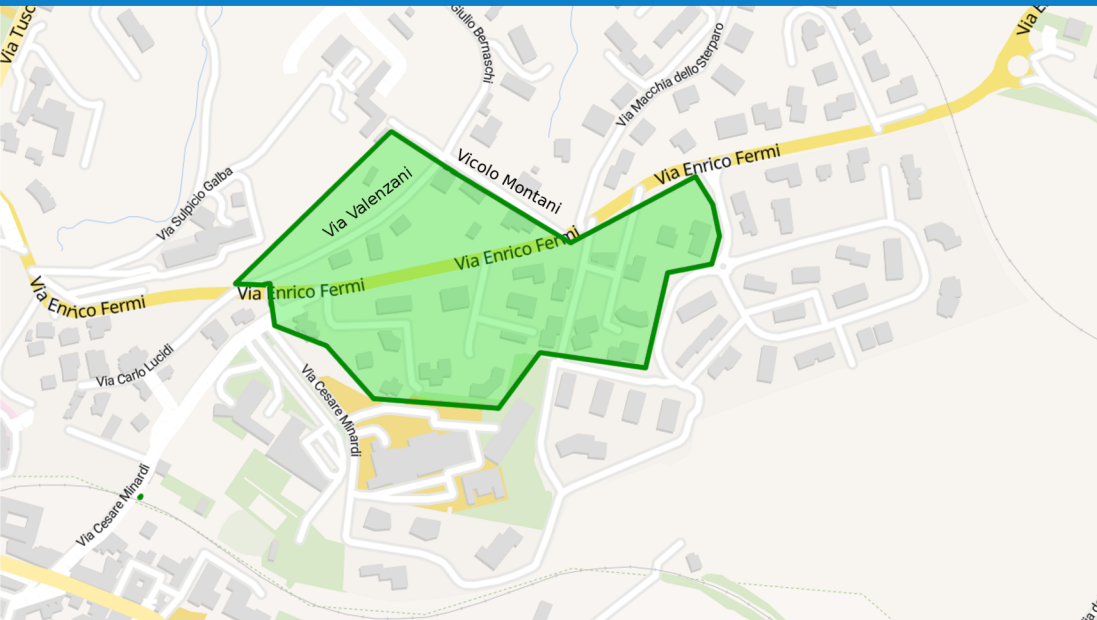 Via Tusc
Giulio Bernaschi
Via Macchia dello Sterparo
Via E
Via Enrico Fermi
Vicolo Montani
Via Valenzani
Via Sulpicio Galba
Via Enrico Fermi
Via Enrico Fermi
Via Enrico Fermi
Via Carlo Lucidi
Via Cesare Minardi
Via Cesare Minardi